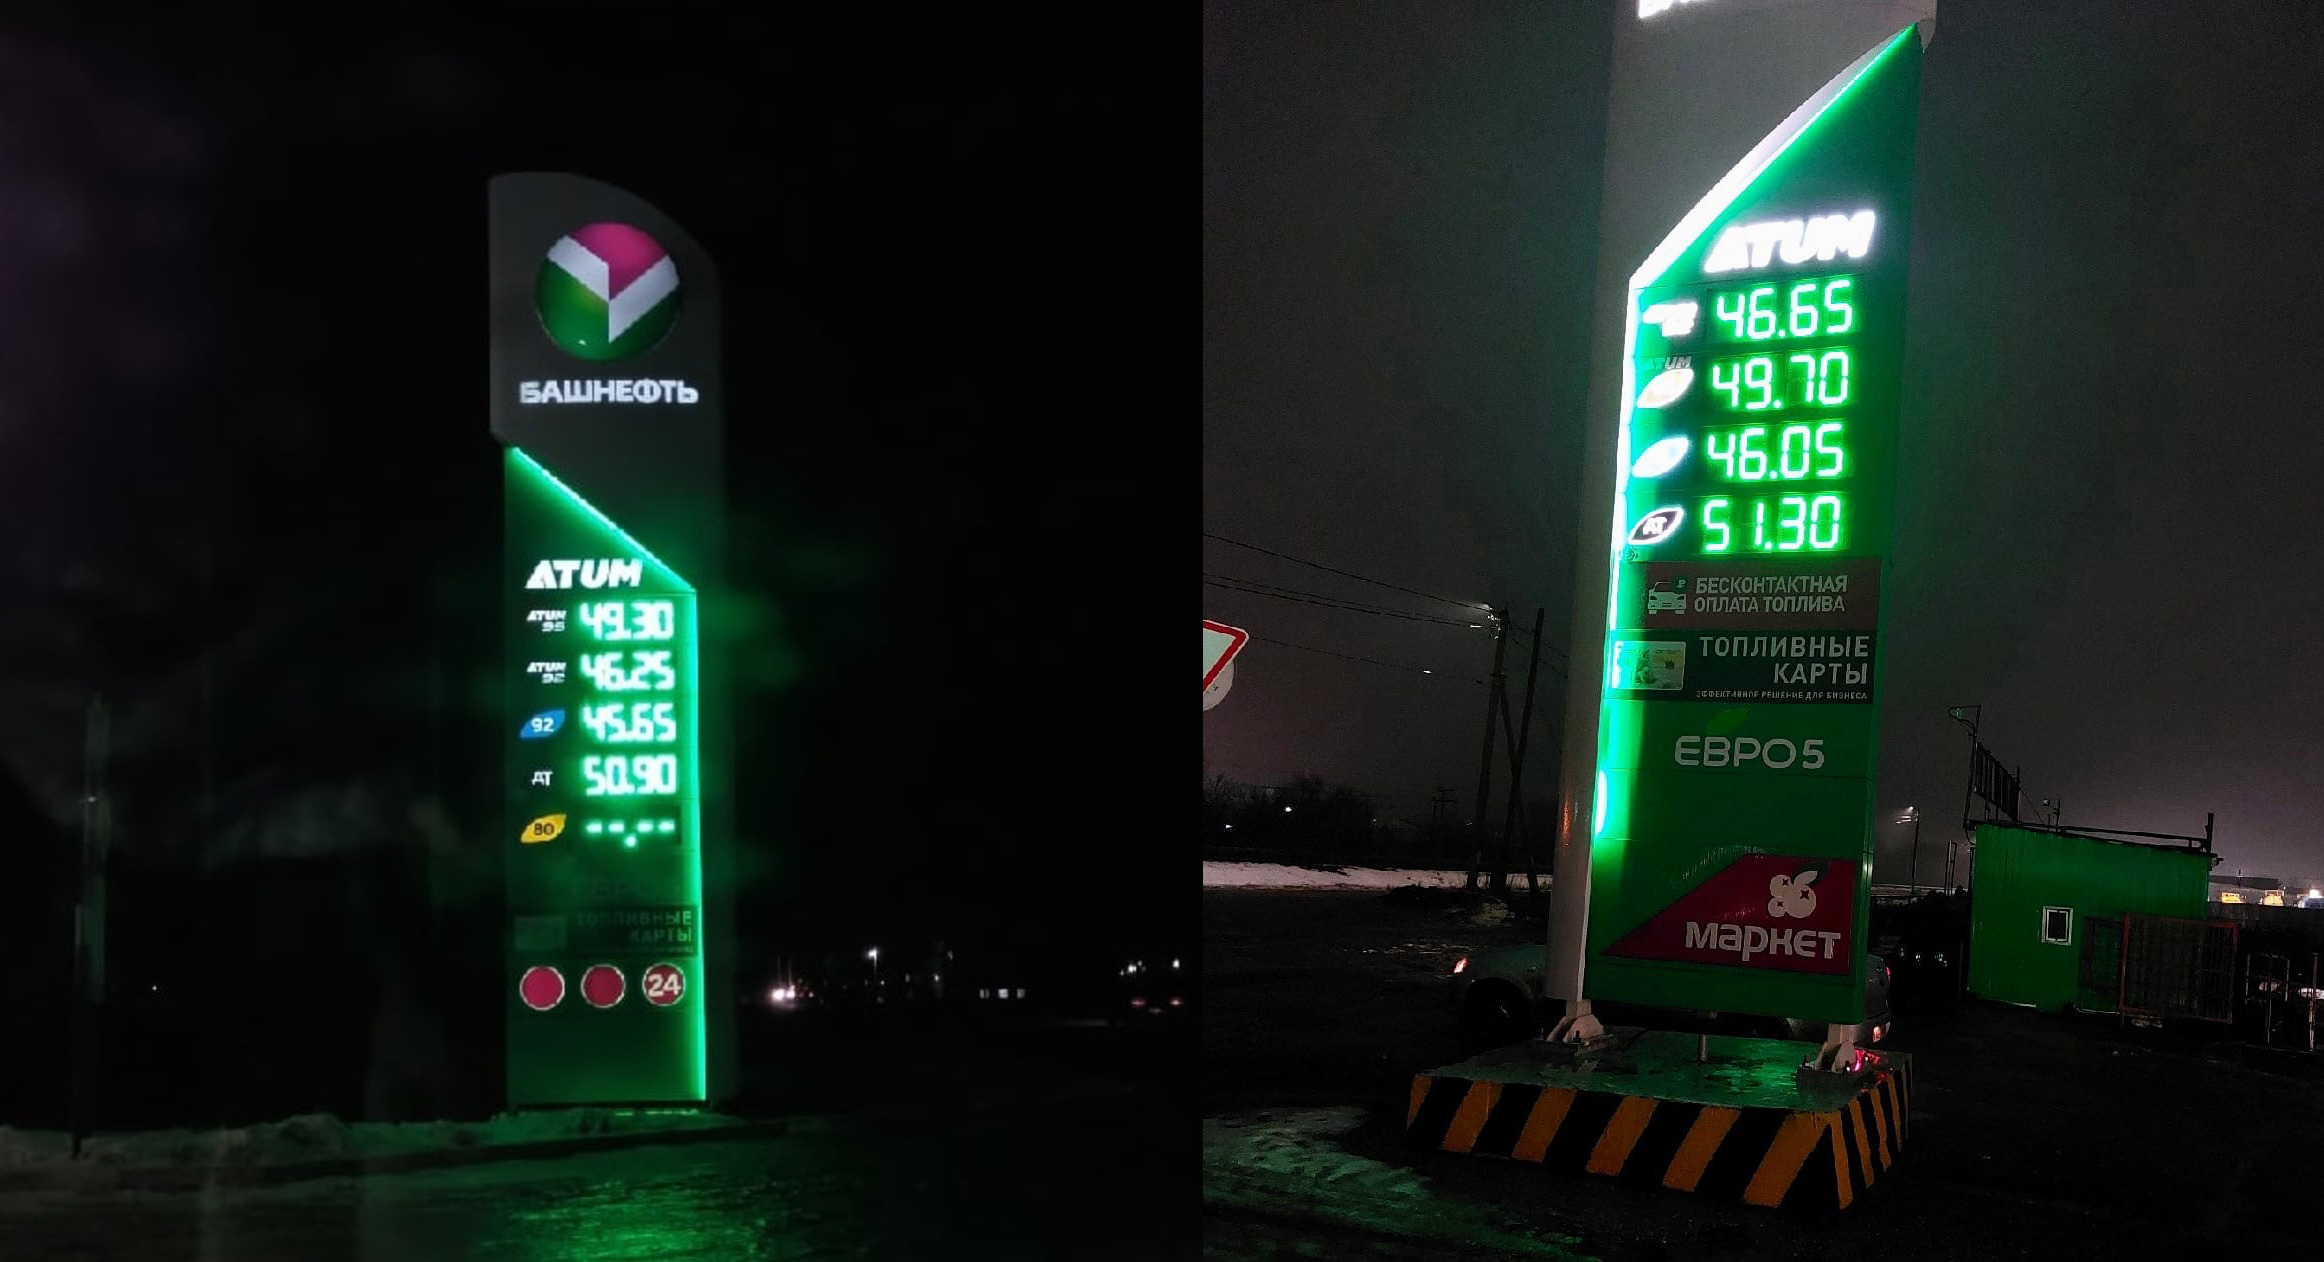 БАШНЕФТЬ
ATUM
ATUM 95 49.30
ATUM 92 46.25
92 45.65
ДТ 50.90
80 --.--
ЕВРО5
ТОПЛИВНЫЕ
КАРТЫ
24
ATUM
46.65
ATUM 49.70
46.05
ДТ 51.30
БЕСКОНТАКТНАЯ
ОПЛАТА ТОПЛИВА
ТОПЛИВНЫЕ
КАРТЫ
ЭФФЕКТИВНОЕ РЕШЕНИЕ ДЛЯ БИЗНЕСА
ЕВРО5
маркет